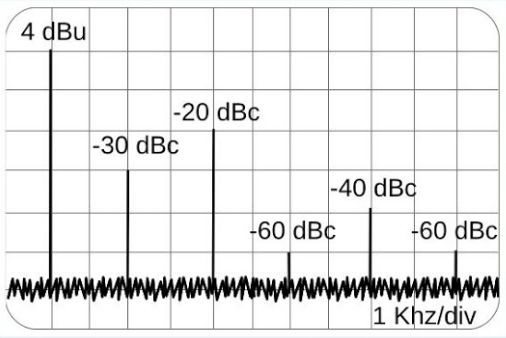 4 dBu
-20 dBc
-30 dBc
-40 dBc
-60 dBc
-60 dBc
1 Khz/div